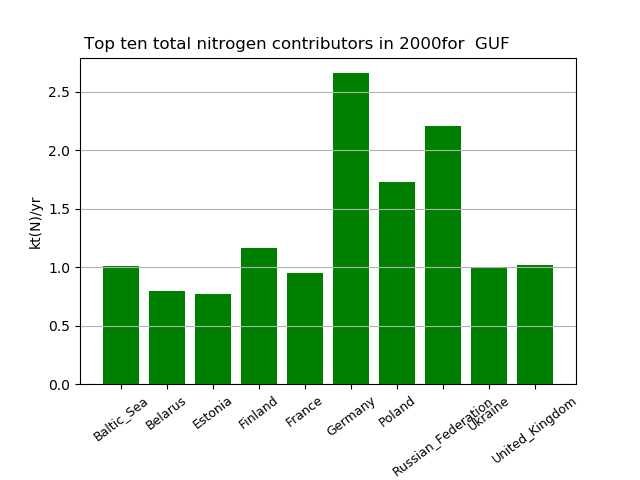 Top ten total nitrogen contributors in 2000for  GUF
kt(N)/yr
2.5
2.0
1.5
1.0
0.5
0.0
Baltic_Sea
Belarus
Estonia
Finland
France
Germany
Poland
Russian_Federation
Ukraine
United_Kingdom